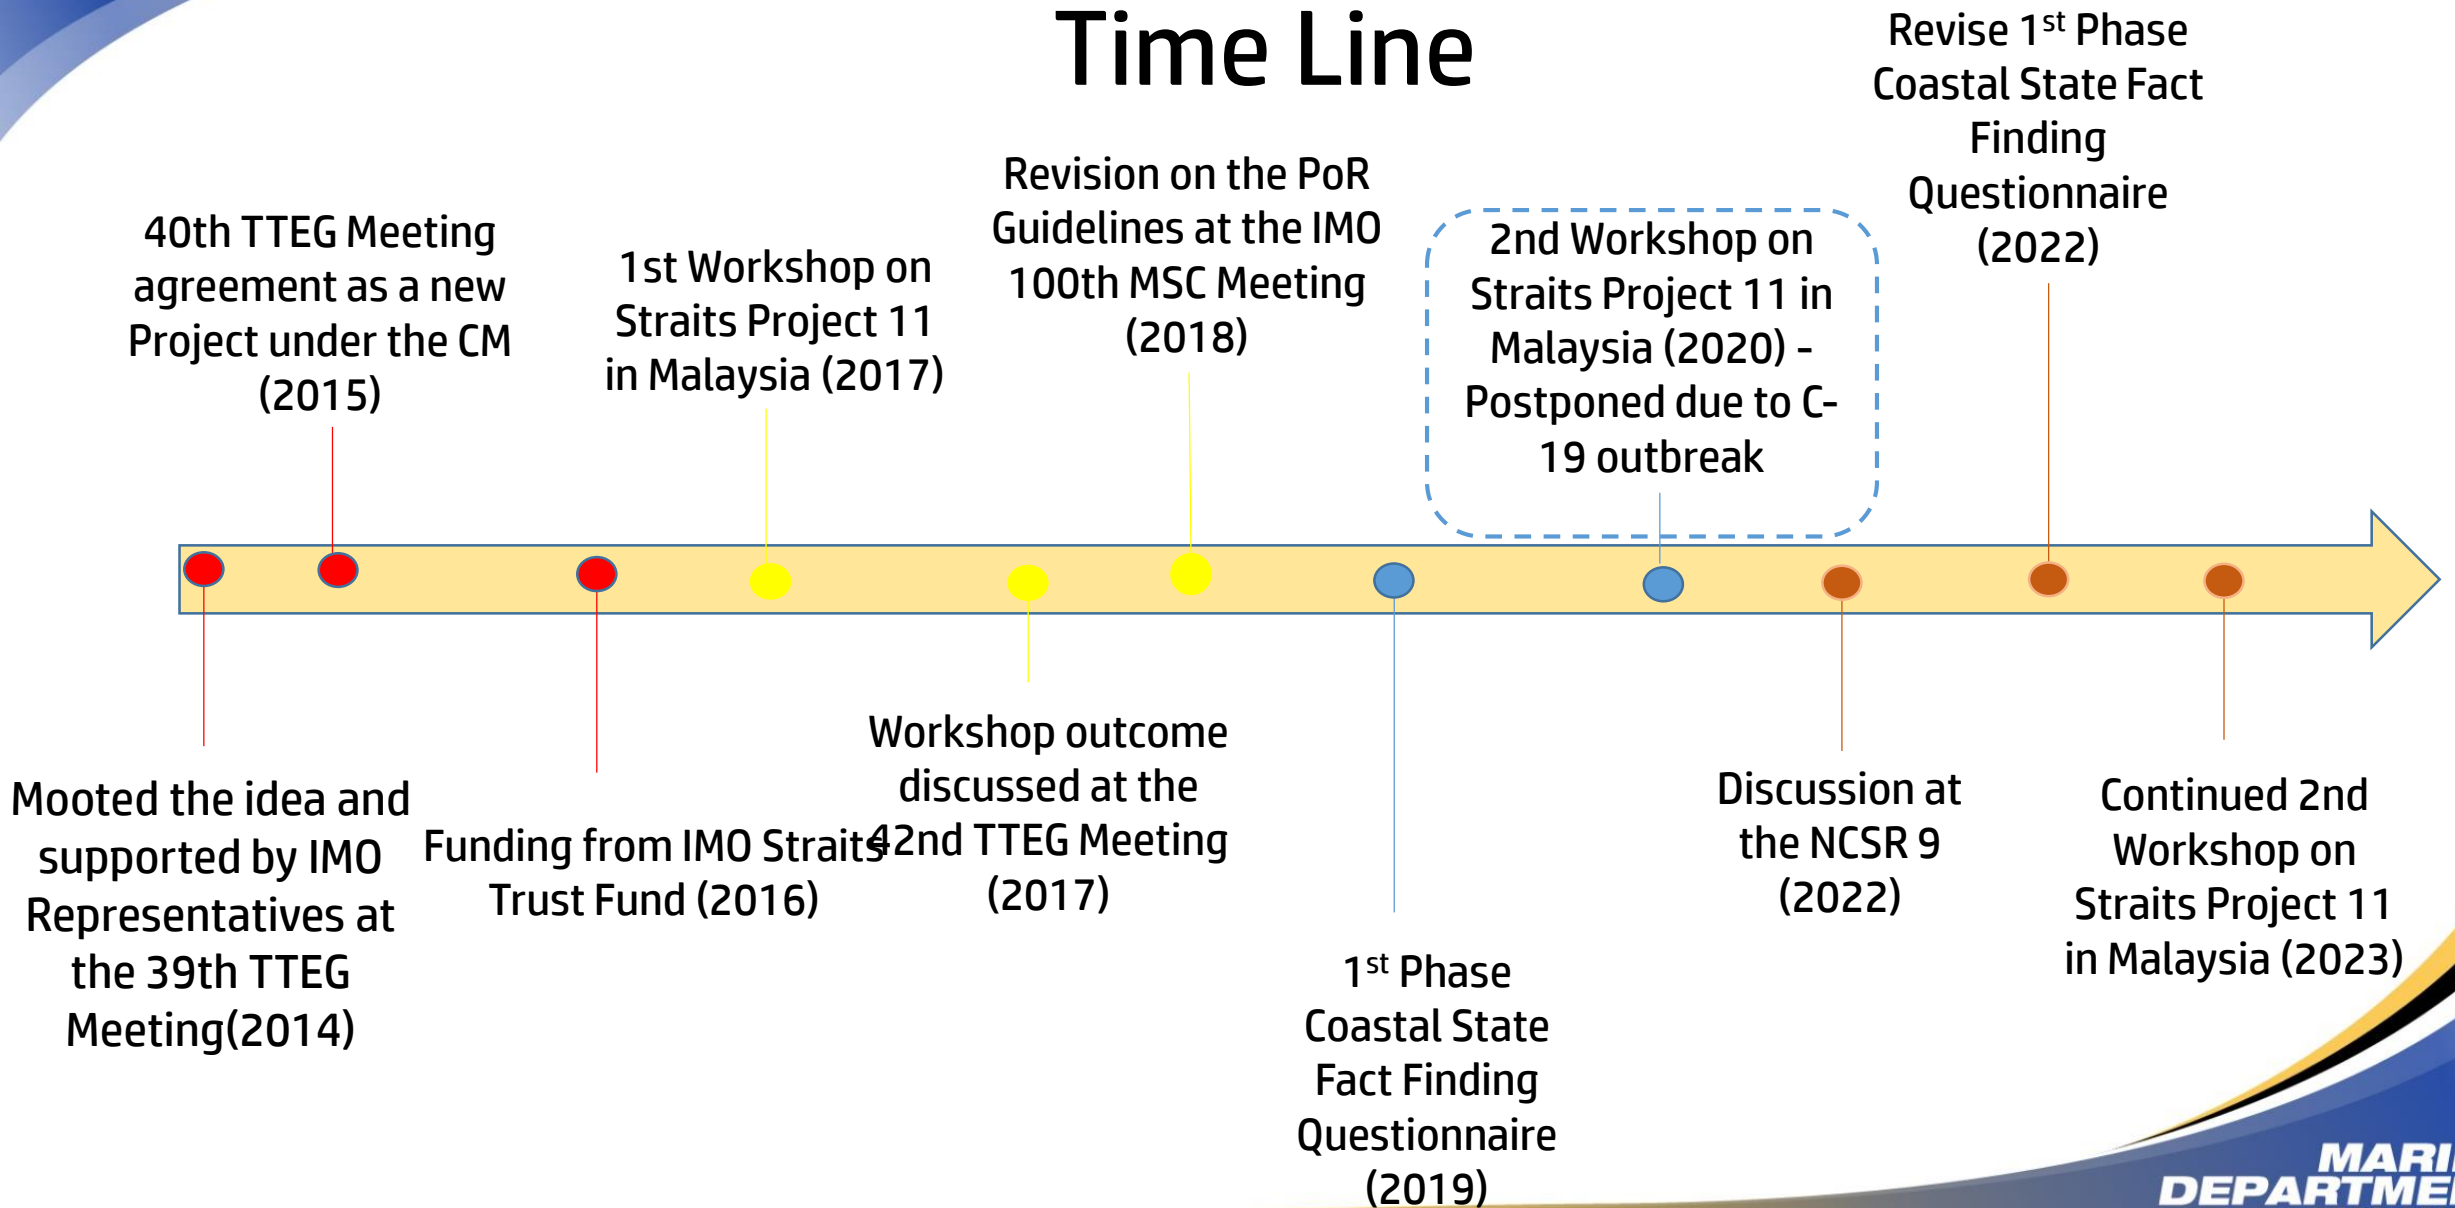 Time Line
Mooted the idea and
supported by IMO
Representatives at
the 39th TTEG
Meeting(2014)
40th TTEG Meeting
agreement as a new
Project under the CM
(2015)
Funding from IMO Straits
Trust Fund (2016)
1st Workshop on
Straits Project 11
in Malaysia (2017)
Workshop outcome
discussed at the
42nd TTEG Meeting
(2017)
Revision on the PoR
Guidelines at the IMO
100th MSC Meeting
(2018)
1st Phase
Coastal State
Fact Finding
Questionnaire
(2019)
2nd Workshop on
Straits Project 11 in
Malaysia (2020) -
Postponed due to C-
19 outbreak
Discussion at
the NCSR 9
(2022)
Revise 1st Phase
Coastal State Fact
Finding
Questionnaire
(2022)
Continued 2nd
Workshop on
Straits Project 11
in Malaysia (2023)